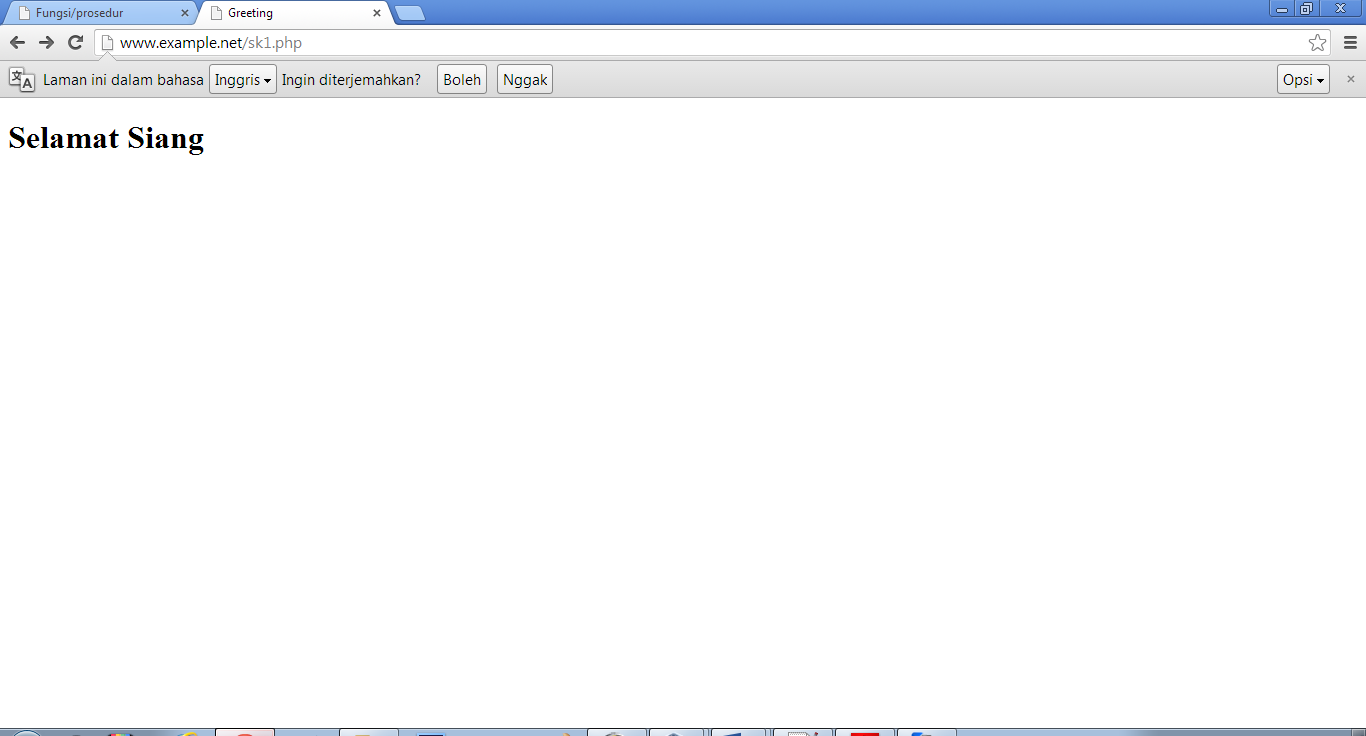 Fungsi/prosedur
Greeting
www.example.net/sk1.php
Laman ini dalam bahasa Inggris Ingin diterjemahkan? Boleh Nggak Opsi
Selamat Siang